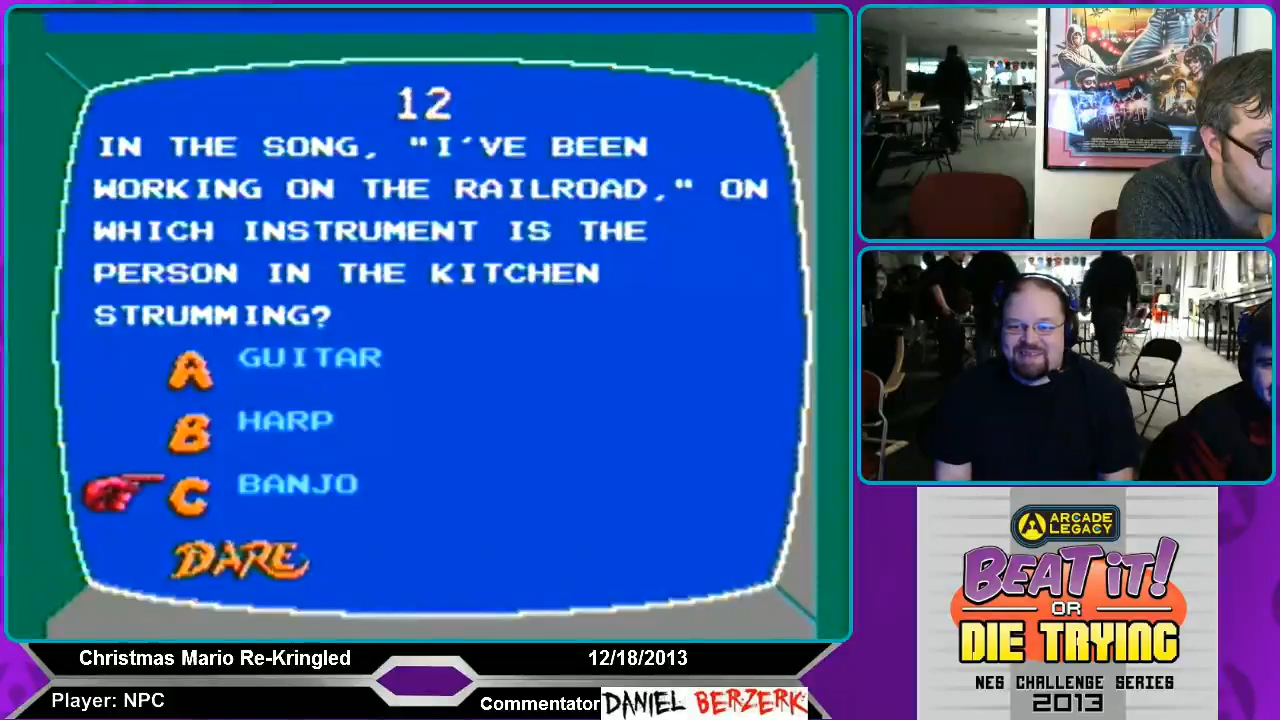 12
IN THE SONG, "I'VE BEEN
WORKING ON THE RAILROAD," ON
WHICH INSTRUMENT IS THE
PERSON IN THE KITCHEN
STRUMMING?
A GUITAR
B HARP
C BANJO
DARE
ARCADE
LEGACY
BEAT iT!
OR
DIE TRYING
NES CHALLENGE SERIES
2013
Christmas Mario Re-Kringled
12/18/2013
Player: NPC
Commentator
DANIEL BERZERK